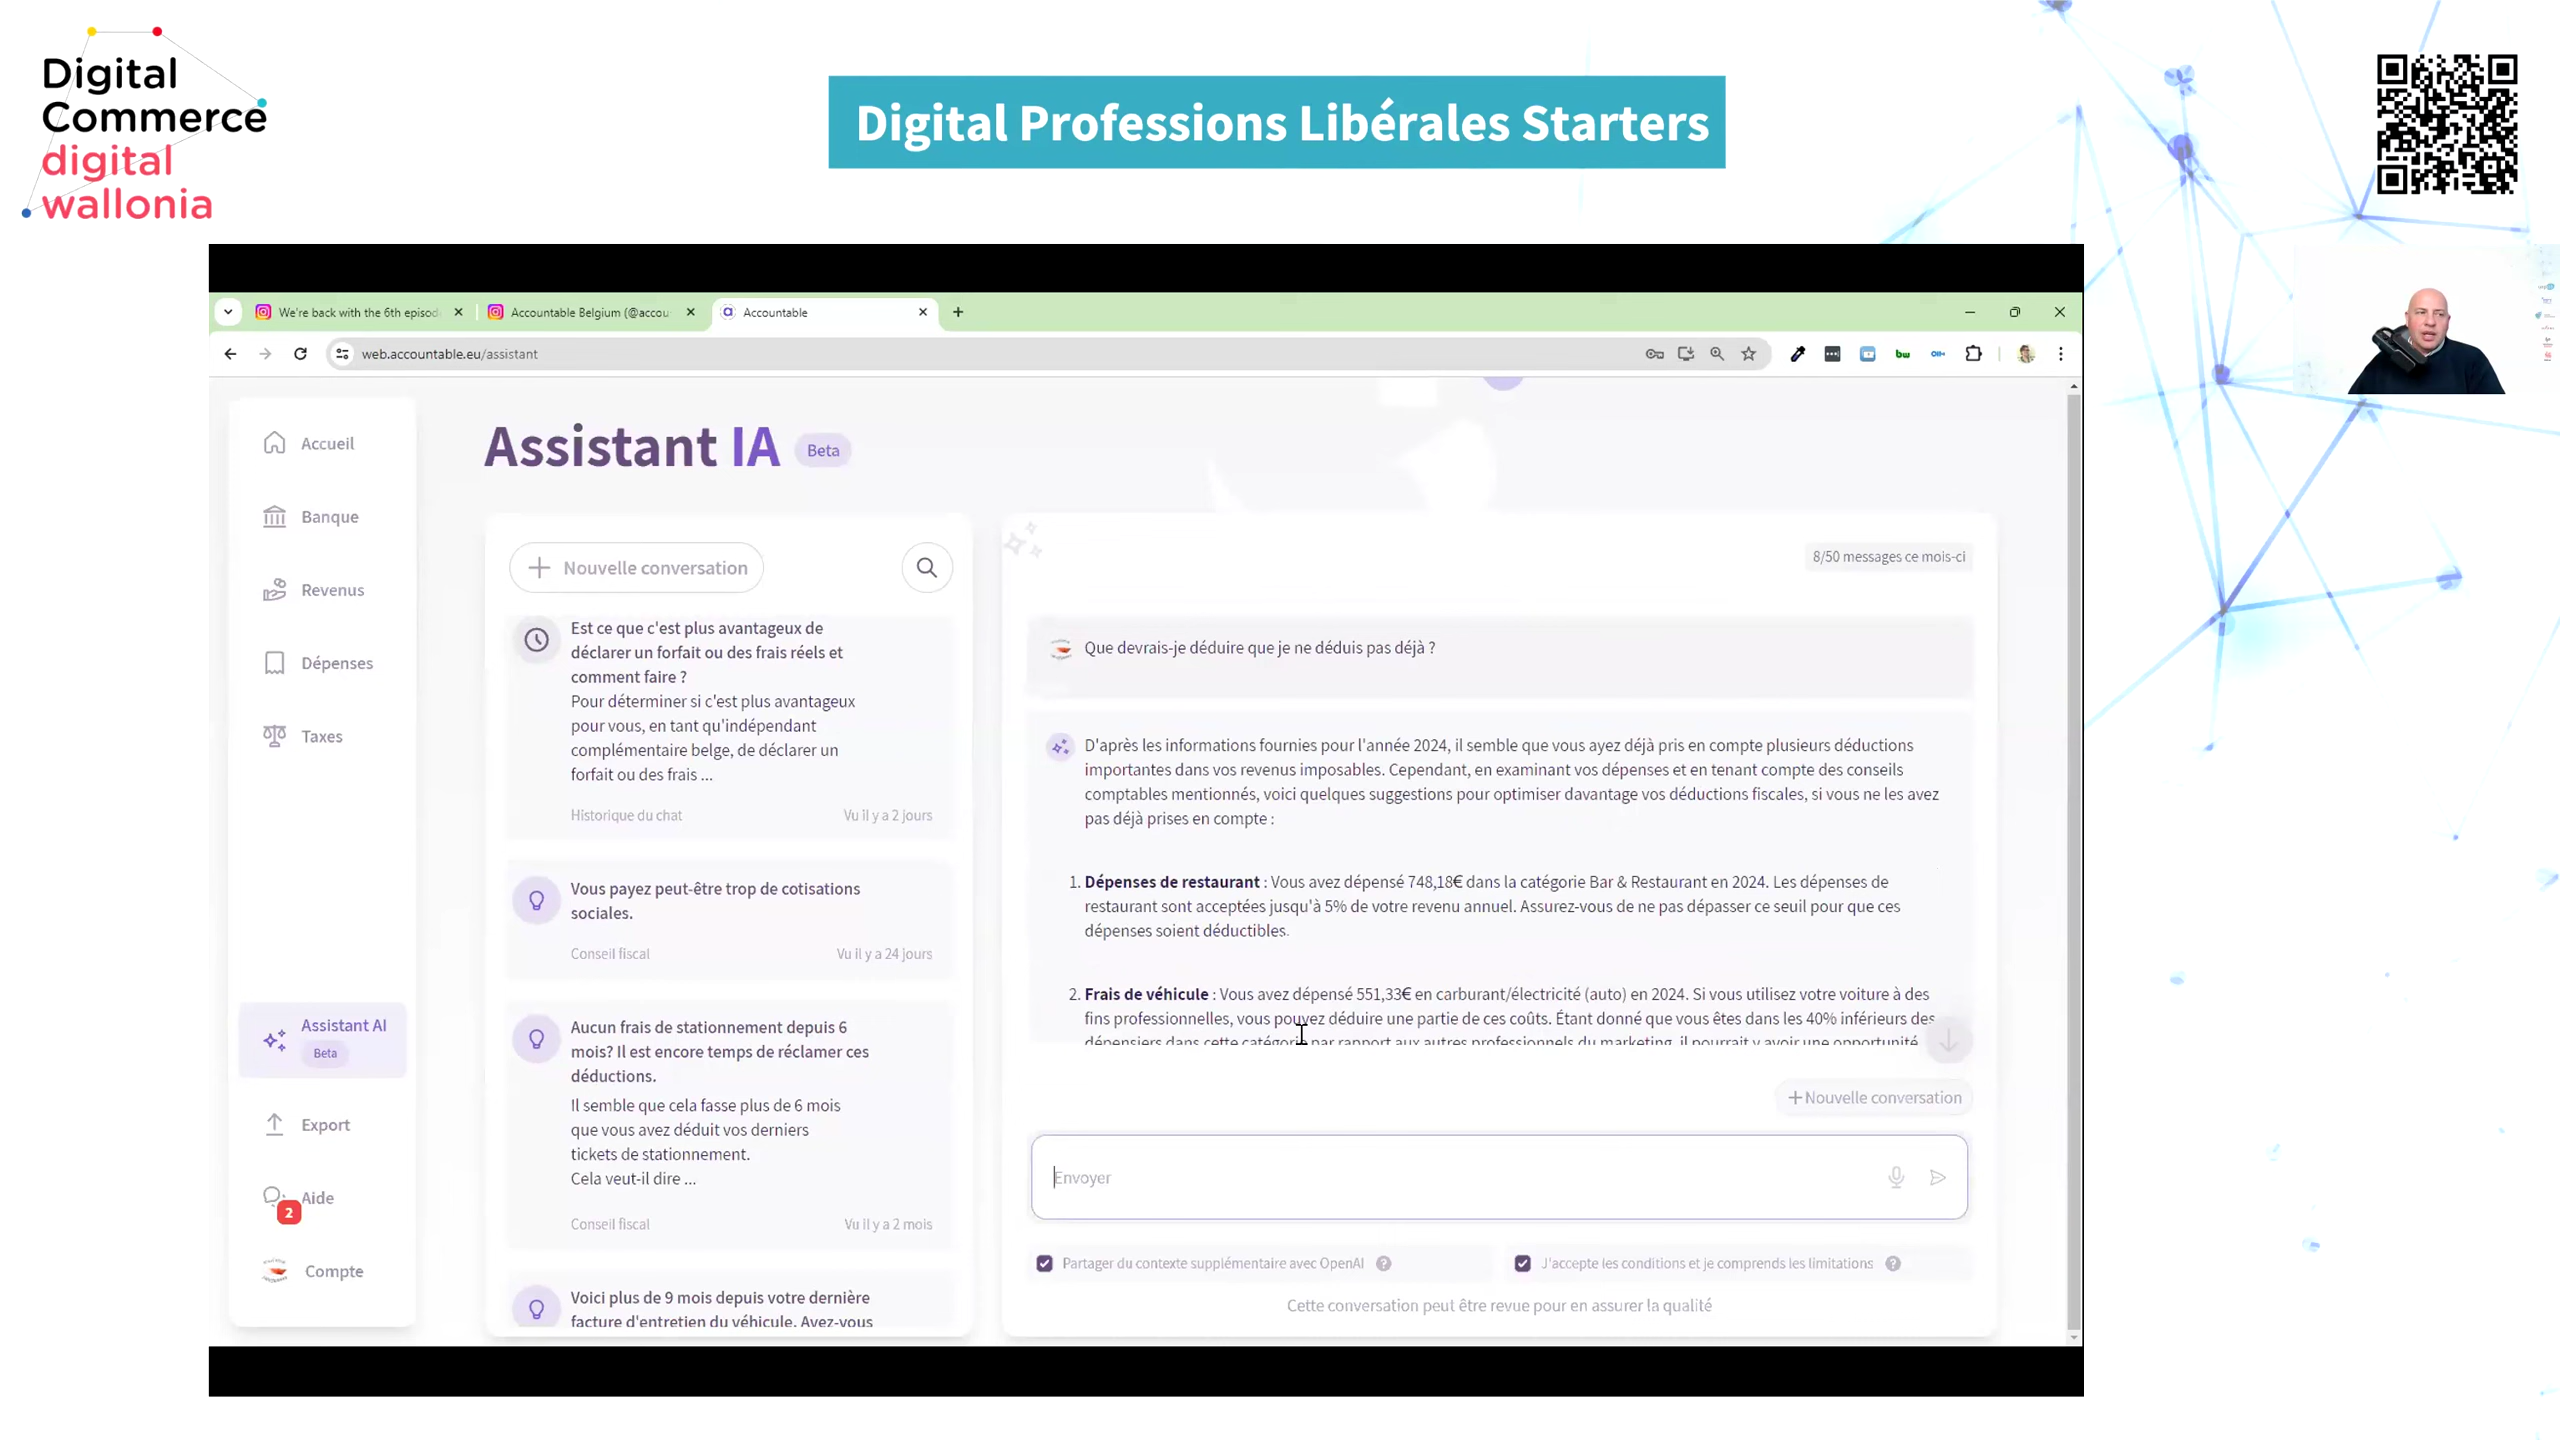 Digital
Commerce
digital
wallonia
Digital Professions Libérales Starters
We're back with the 6th episod
Accountable Belgium (@accou
Accountable
web.accountable.eu/assistant
Accueil
Banque
Revenus
Dépenses
Taxes
Assistant AI
Beta
Export
Aide
2
Compte
Assistant IA Beta
Nouvelle conversation
Est ce que c'est plus avantageux de
déclarer un forfait ou des frais réels et
comment faire ?
Pour déterminer si c'est plus avantageux
pour vous, en tant qu'indépendant
complémentaire belge, de déclarer un
forfait ou des frais ...
Historique du chat Vu il y a 2 jours
Vous payez peut-être trop de cotisations
sociales.
Conseil fiscal Vu il y a 24 jours
Aucun frais de stationnement depuis 6
mois? Il est encore temps de réclamer ces
déductions.
Il semble que cela fasse plus de 6 mois
que vous avez déduit vos derniers
tickets de stationnement.
Cela veut-il dire ...
Conseil fiscal Vu il y a 2 mois
Voici plus de 9 mois depuis votre dernière
facture d'entretien du véhicule. Avez-vous
8/50 messages ce mois-ci
Que devrais-je déduire que je ne déduis pas déjà ?
D'après les informations fournies pour l'année 2024, il semble que vous ayez déjà pris en compte plusieurs déductions
importantes dans vos revenus imposables. Cependant, en examinant vos dépenses et en tenant compte des conseils
comptables mentionnés, voici quelques suggestions pour optimiser davantage vos déductions fiscales, si vous ne les avez
pas déjà prises en compte :
1. Dépenses de restaurant : Vous avez dépensé 748,18€ dans la catégorie Bar & Restaurant en 2024. Les dépenses de
restaurant sont acceptées jusqu'à 5% de votre revenu annuel. Assurez-vous de ne pas dépasser ce seuil pour que ces
dépenses soient déductibles.
2. Frais de véhicule : Vous avez dépensé 551,33€ en carburant/électricité (auto) en 2024. Si vous utilisez votre voiture à des
fins professionnelles, vous pouvez déduire une partie de ces coûts. Étant donné que vous êtes dans les 40% inférieurs des
dépensiers dans cette catégorie par rapport aux autres professionnels du marketing, il pourrait y avoir une opportunité
+Nouvelle conversation
Envoyer
Partager du contexte supplémentaire avec OpenAI ?
J'accepte les conditions et je comprends les limitations ?
Cette conversation peut être revue pour en assurer la qualité